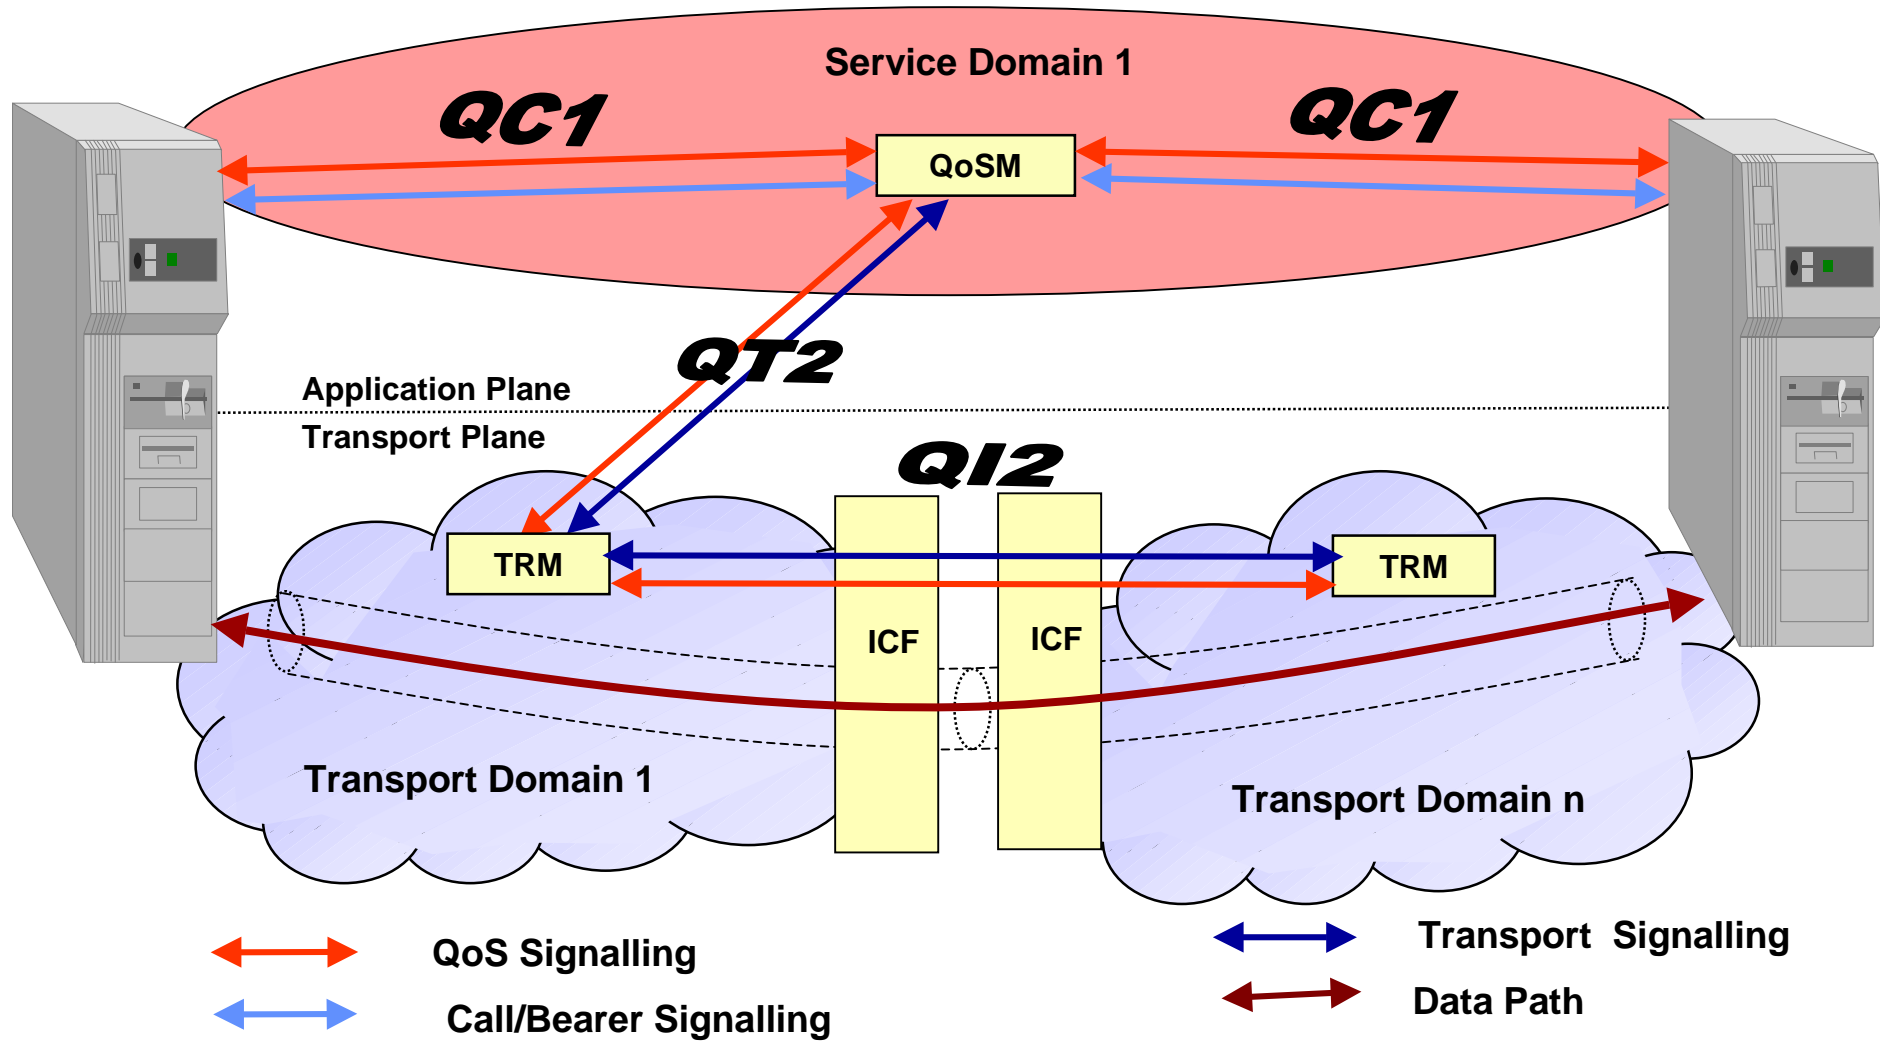 Service Domain 1
QC1
QC1
QoSM
QT2
Application Plane
Transport Plane
QI2
TRM
TRM
ICF
ICF
Transport Domain 1
Transport Domain n
QoS Signalling
Transport Signalling
Call/Bearer Signalling
Data Path